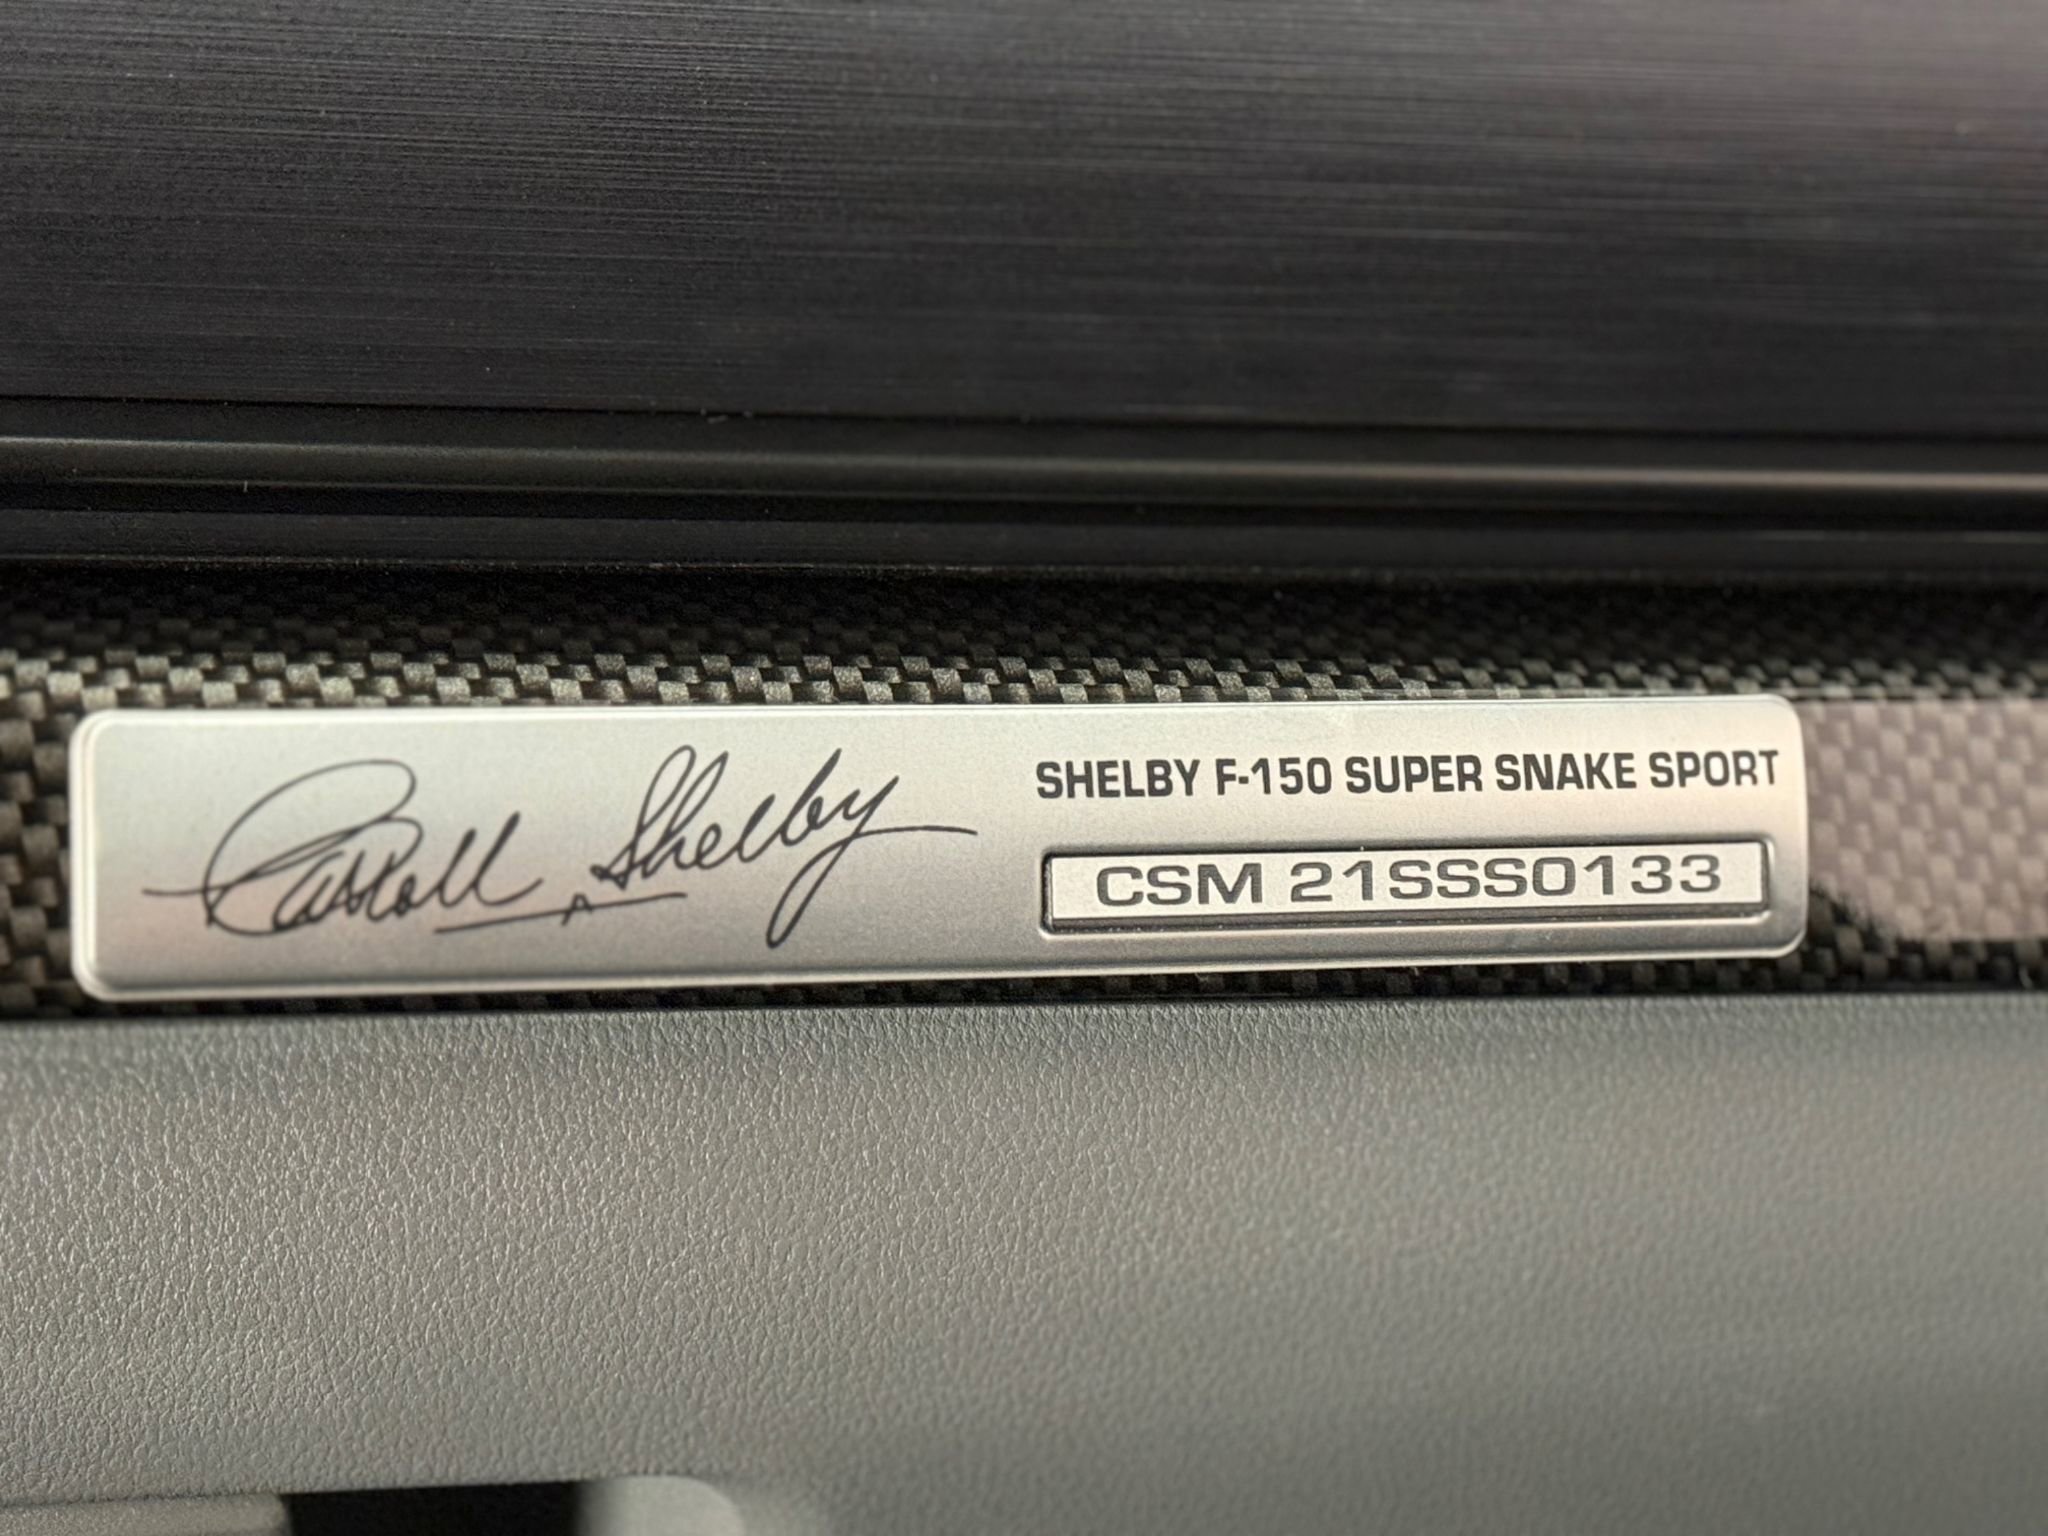 Carroll Shelby
SHELBY F-150 SUPER SNAKE SPORT
CSM 21SSS0133